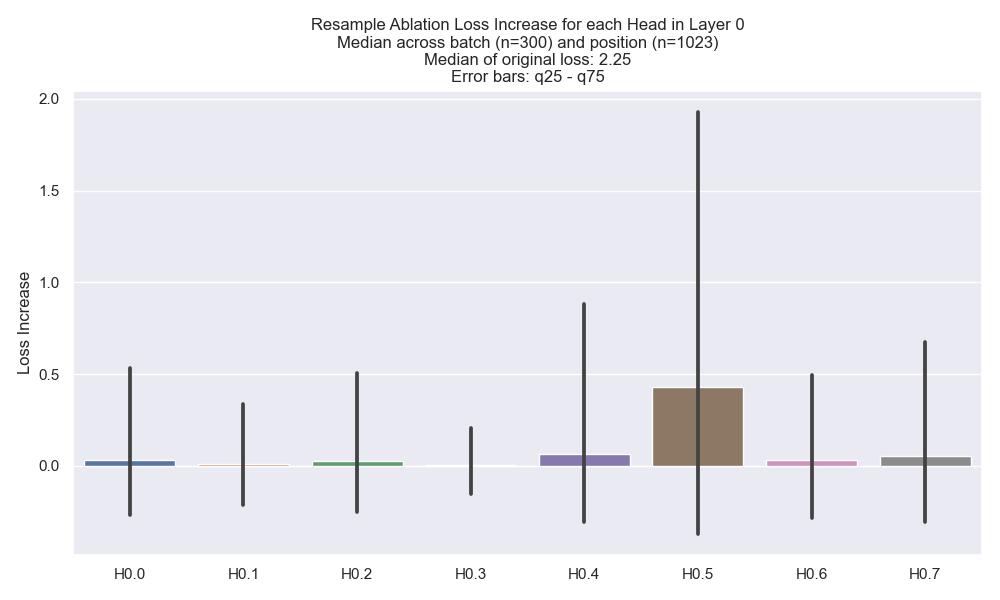 Resample Ablation Loss Increase for each Head in Layer 0
Median across batch (n=300) and position (n=1023)
Median of original loss: 2.25
Error bars: q25 - q75
2.0
1.5
1.0
0.5
0.0
Loss Increase
H0.0 H0.1 H0.2 H0.3 H0.4 H0.5 H0.6 H0.7